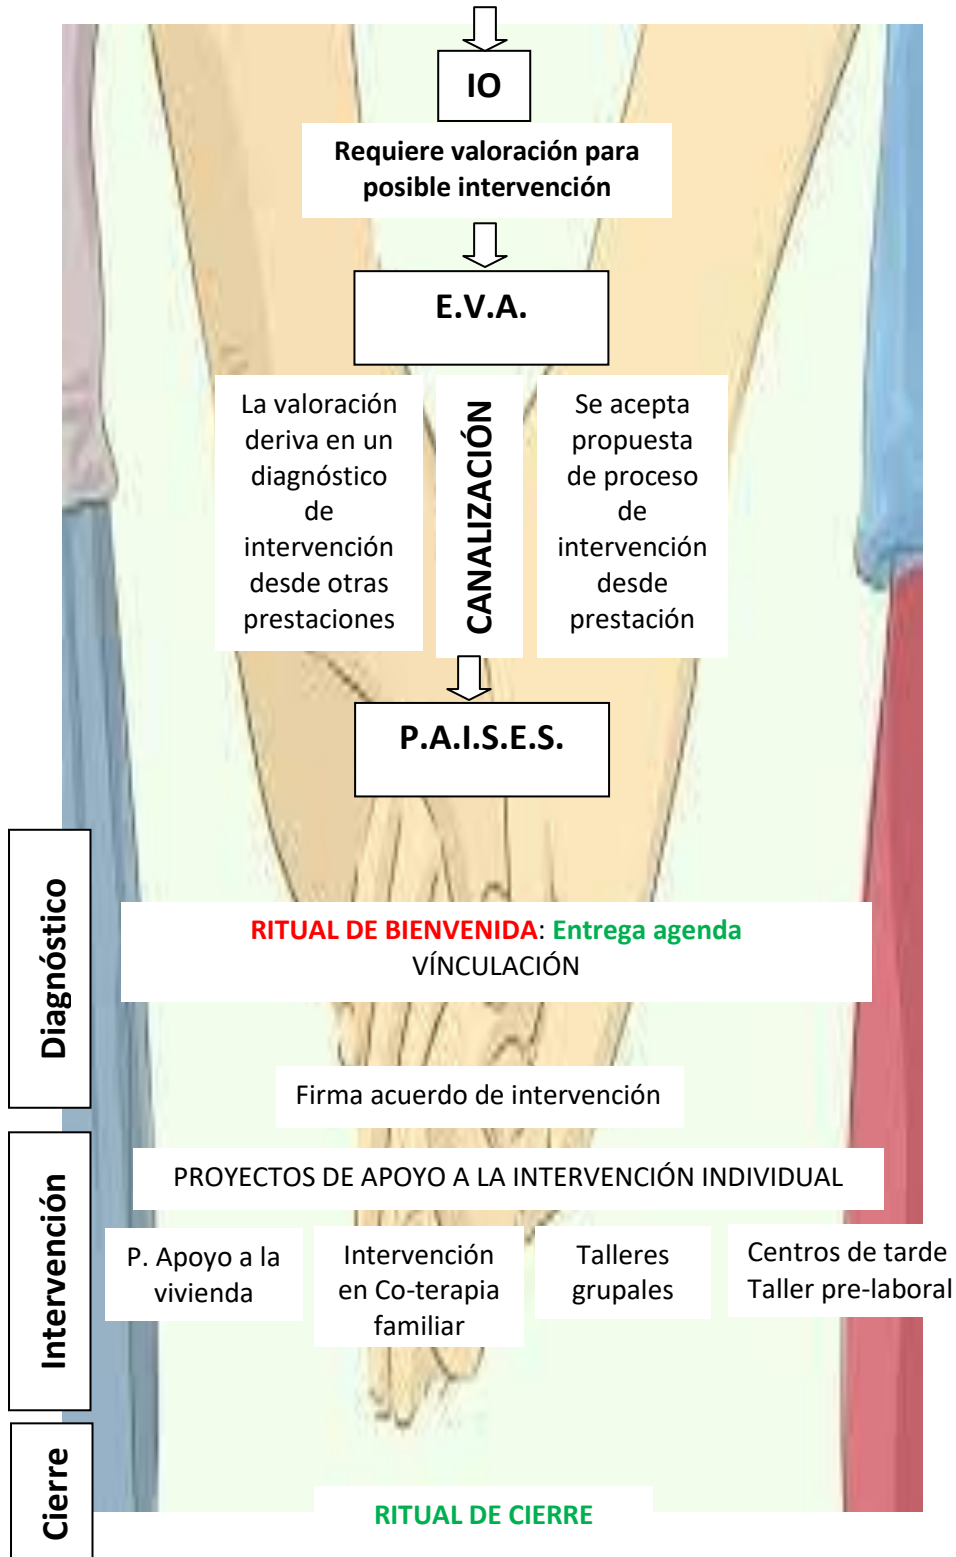 IO
Requiere valoración para
posible intervención
E.V.A.
La valoración
deriva en un
diagnóstico
de
intervención
desde otras
prestaciones
CANALIZACIÓN
Se acepta
propuesta
de proceso
de
intervención
desde
prestación
P.A.I.S.E.S.
Diagnóstico
RITUAL DE BIENVENIDA: Entrega agenda
VÍNCULACIÓN
Firma acuerdo de intervención
Intervención
PROYECTOS DE APOYO A LA INTERVENCIÓN INDIVIDUAL
P. Apoyo a la
vivienda
Intervención
en Co-terapia
familiar
Talleres
grupales
Centros de tarde
Taller pre-laboral
Cierre
RITUAL DE CIERRE